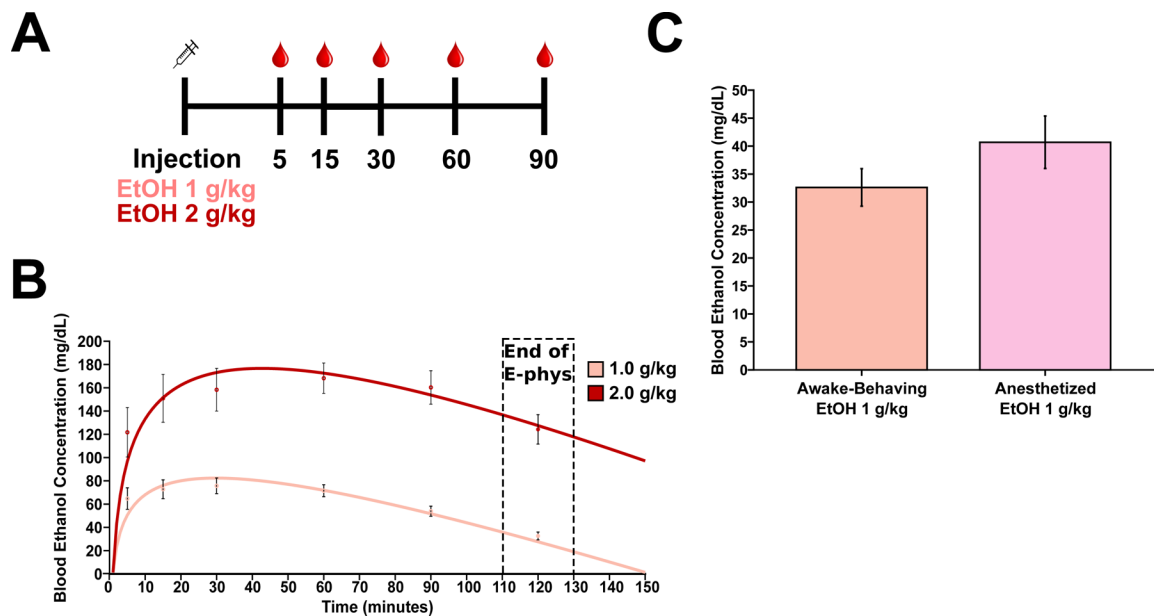 A
Injection 5 15 30 60 90
EtOH 1 g/kg
EtOH 2 g/kg
B
Blood Ethanol Concentration (mg/dL)
200
180
160
140
120
100
80
60
40
20
0
0 10 20 30 40 50 60 70 80 90 100 110 120 130 140 150
Time (minutes)
End of
E-phys
1.0 g/kg
2.0 g/kg
C
Blood Ethanol Concentration (mg/dL)
50
45
40
35
30
25
20
15
10
5
0
Awake-Behaving
EtOH 1 g/kg
Anesthetized
EtOH 1 g/kg